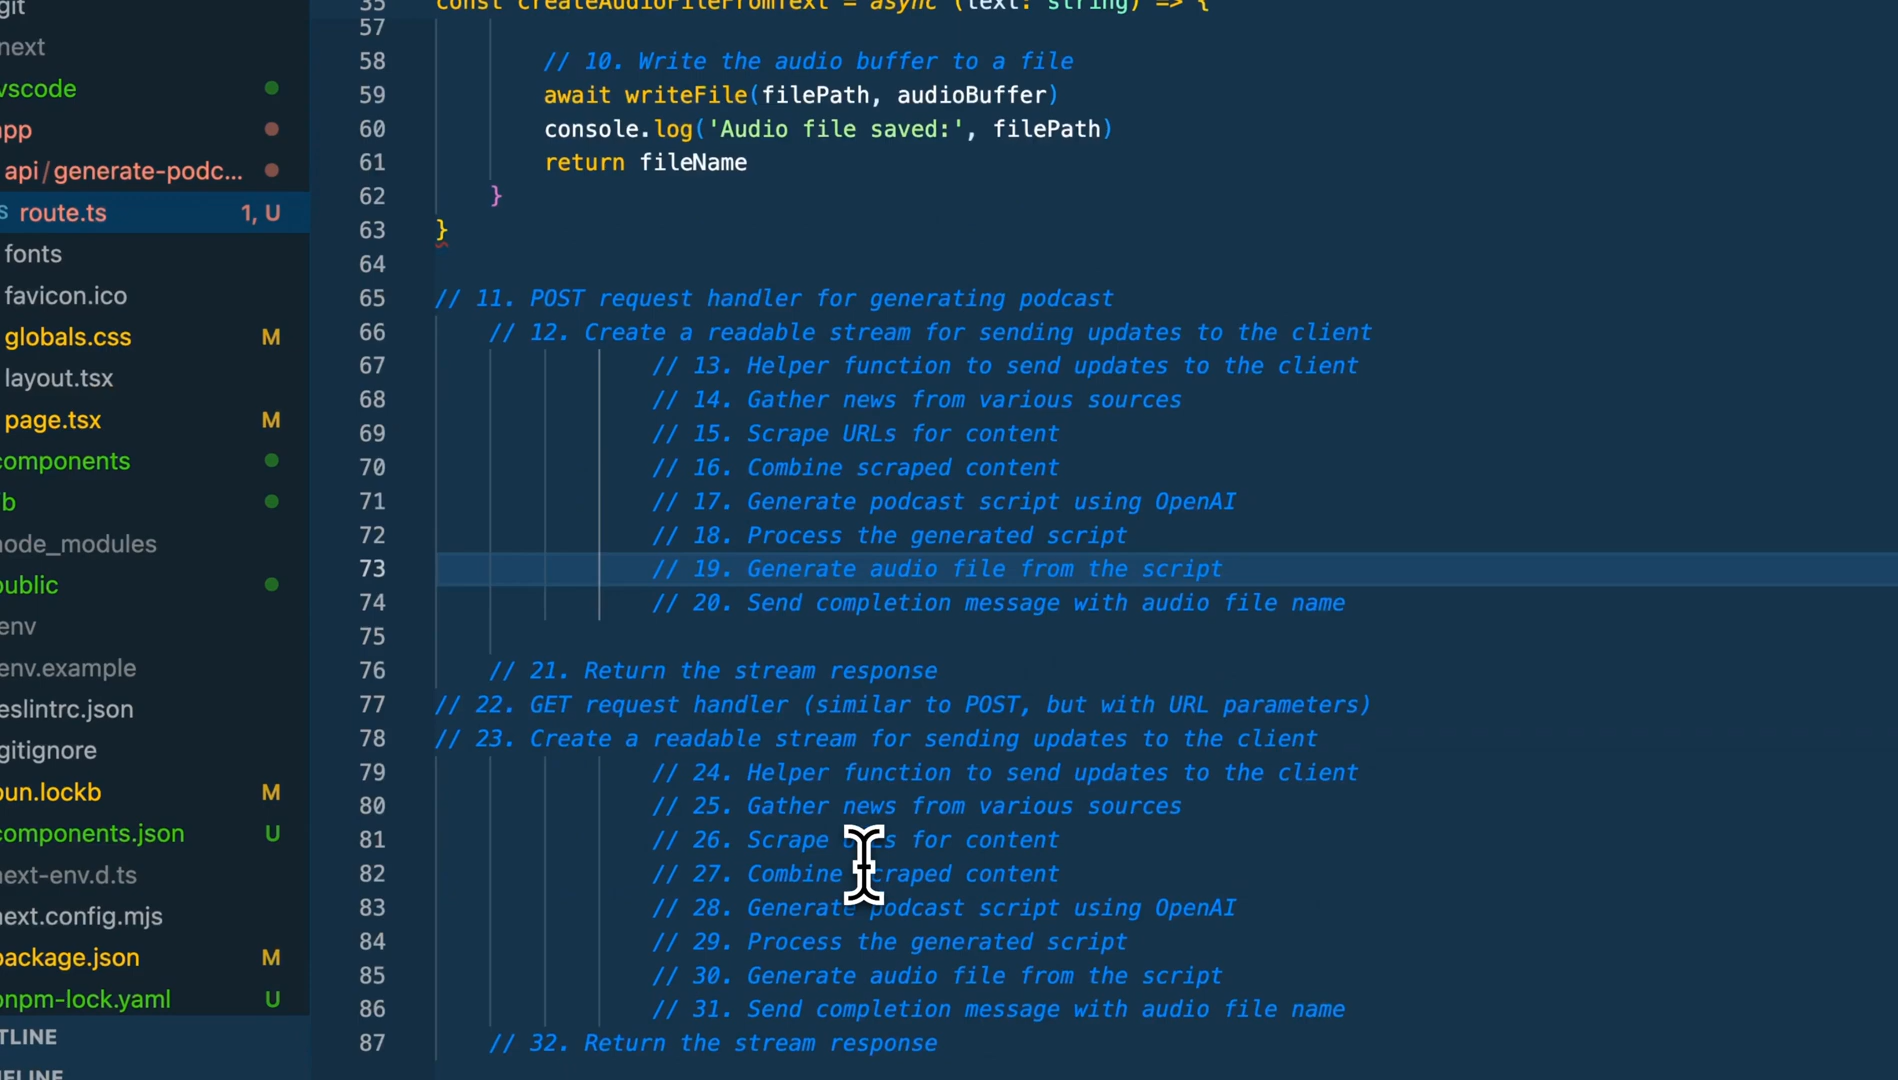 git
next
vscode
app
api/generate-podc...
route.ts 1, U
fonts
favicon.ico
globals.css M
layout.tsx
page.tsx M
components
b
node_modules
public
env
env.example
eslintrc.json
gitignore
bun.lockb M
components.json U
next-env.d.ts
next.config.mjs
package.json M
pnpm-lock.yaml U
TLINE
35 const createAudioFileFromText = async (text: string) => {
57
58 // 10. Write the audio buffer to a file
59 await writeFile(filePath, audioBuffer)
60 console.log('Audio file saved:', filePath)
61 return fileName
62 }
63 }
64
65 // 11. POST request handler for generating podcast
66 // 12. Create a readable stream for sending updates to the client
67 // 13. Helper function to send updates to the client
68 // 14. Gather news from various sources
69 // 15. Scrape URLs for content
70 // 16. Combine scraped content
71 // 17. Generate podcast script using OpenAI
72 // 18. Process the generated script
73 // 19. Generate audio file from the script
74 // 20. Send completion message with audio file name
75
76 // 21. Return the stream response
77 // 22. GET request handler (similar to POST, but with URL parameters)
78 // 23. Create a readable stream for sending updates to the client
79 // 24. Helper function to send updates to the client
80 // 25. Gather news from various sources
81 // 26. Scrape URLs for content
82 // 27. Combine scraped content
83 // 28. Generate podcast script using OpenAI
84 // 29. Process the generated script
85 // 30. Generate audio file from the script
86 // 31. Send completion message with audio file name
87 // 32. Return the stream response